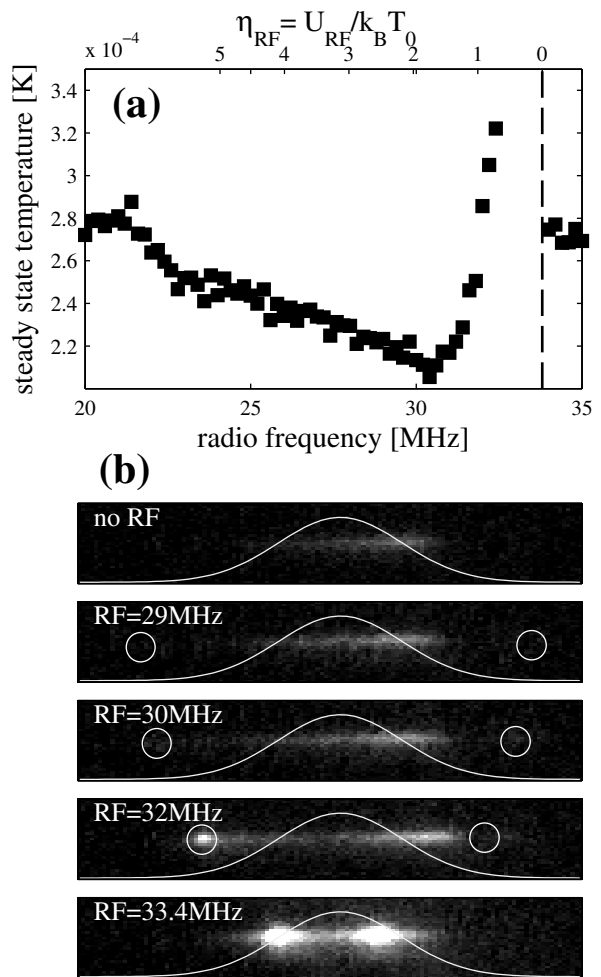 η_RF = U_RF/k_B T_0
x 10⁻⁴
5 4 3 2 1 0
(a)
steady state temperature [K]
3.4
3.2
3
2.8
2.6
2.4
2.2
20 25 30 35
radio frequency [MHz]
(b)
no RF
RF=29MHz
RF=30MHz
RF=32MHz
RF=33.4MHz